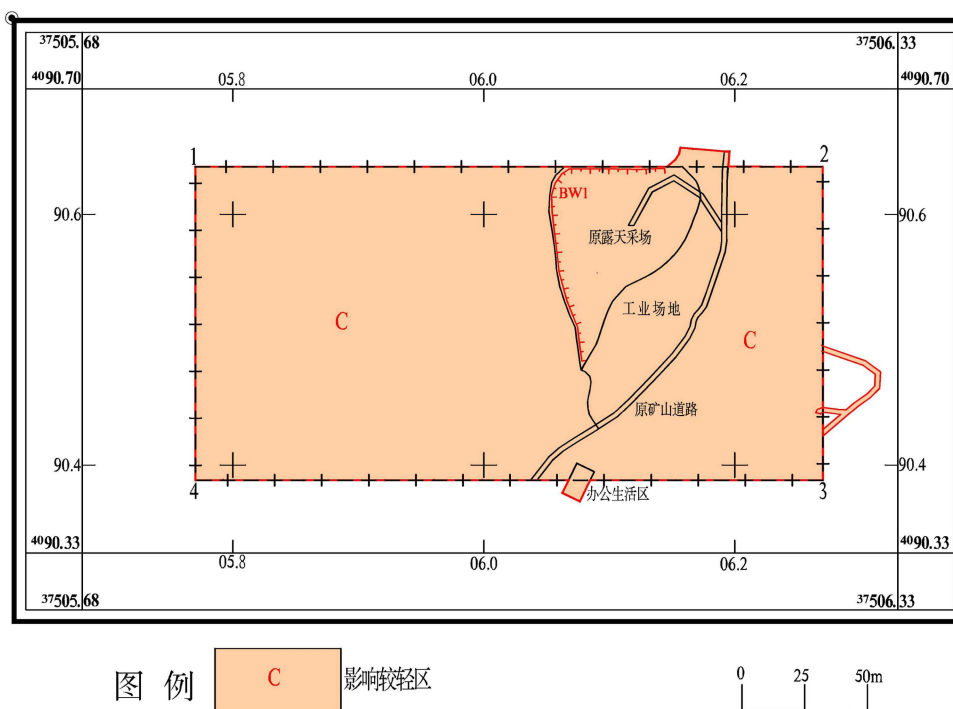 37505.68 37506.33
4090.70 05.8 06.0 06.2 4090.70
1 2
BW1
90.6 90.6
原露天采场
工业场地
C C
原矿山道路
90.4 90.4
4 办公生活区 3
4090.33 05.8 06.0 06.2 4090.33
37505.68 37506.33
图 例 C 影响较轻区
0 25 50m